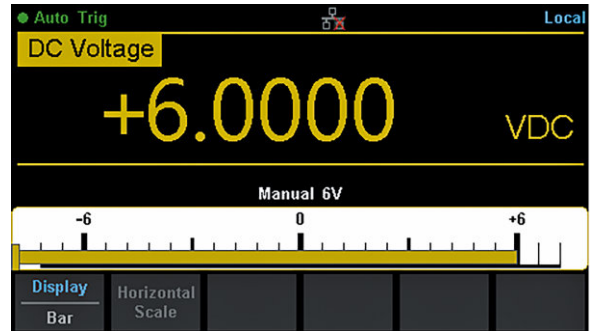 Auto Trig Local
DC Voltage
+6.0000 VDC
Manual 6V
-6 0 +6
Display Horizontal
Bar Scale